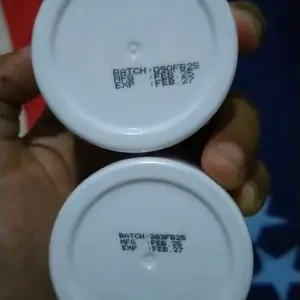 BATCH :090FB25
MFG :FEB 25
EXP :FEB 27
BATCH :383FB25
MFG :FEB 25
EXP :FEB 27